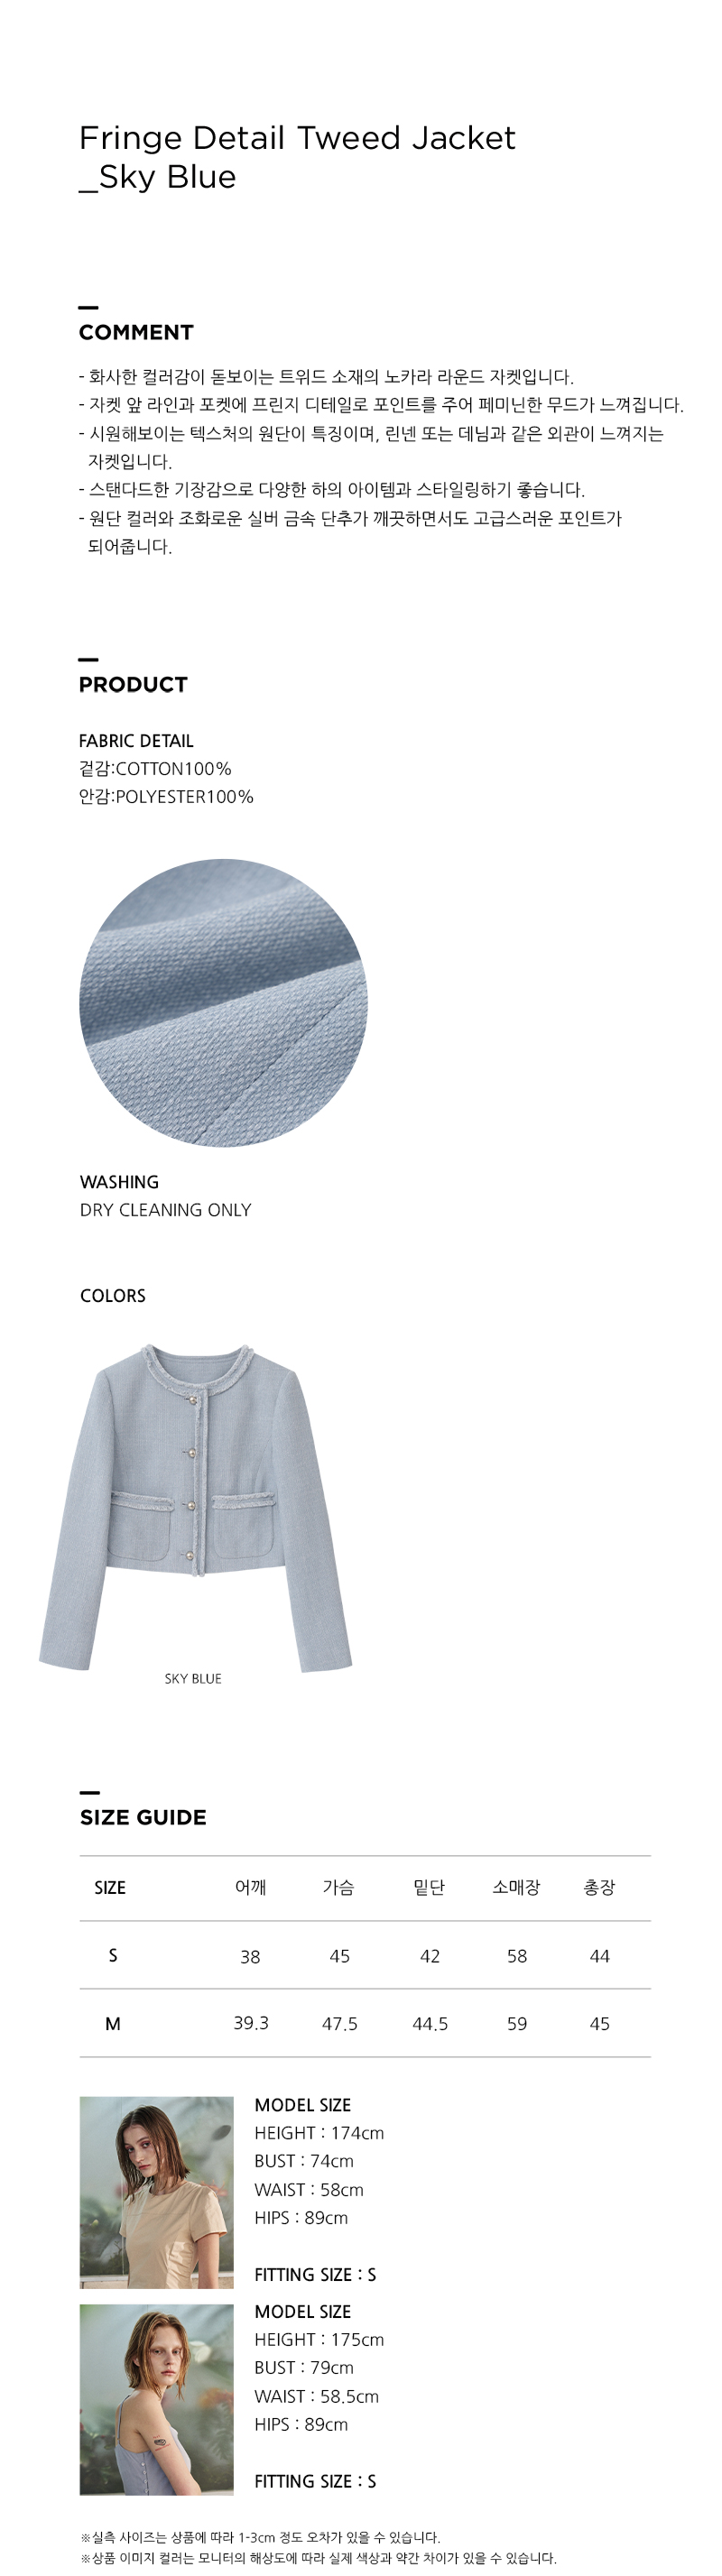 Fringe Detail Tweed Jacket
_Sky Blue
COMMENT
- 화사한 컬러감이 돋보이는 트위드 소재의 노카라 라운드 자켓입니다.
- 자켓 앞 라인과 포켓에 프린지 디테일로 포인트를 주어 페미닌한 무드가 느껴집니다.
- 시원해보이는 텍스처의 원단이 특징이며, 린넨 또는 데님과 같은 외관이 느껴지는
자켓입니다.
- 스탠다드한 기장감으로 다양한 하의 아이템과 스타일링하기 좋습니다.
- 원단 컬러와 조화로운 실버 금속 단추가 깨끗하면서도 고급스러운 포인트가
되어줍니다.
PRODUCT
FABRIC DETAIL
겉감:COTTON100%
안감:POLYESTER100%
WASHING
DRY CLEANING ONLY
COLORS
SKY BLUE
SIZE GUIDE
SIZE 어깨 가슴 밑단 소매장 총장
S 38 45 42 58 44
M 39.3 47.5 44.5 59 45
MODEL SIZE
HEIGHT : 174cm
BUST : 74cm
WAIST : 58cm
HIPS : 89cm
FITTING SIZE : S
MODEL SIZE
HEIGHT : 175cm
BUST : 79cm
WAIST : 58.5cm
HIPS : 89cm
FITTING SIZE : S
※실측 사이즈는 상품에 따라 1-3cm 정도 오차가 있을 수 있습니다.
※상품 이미지 컬러는 모니터의 해상도에 따라 실제 색상과 약간 차이가 있을 수 있습니다.